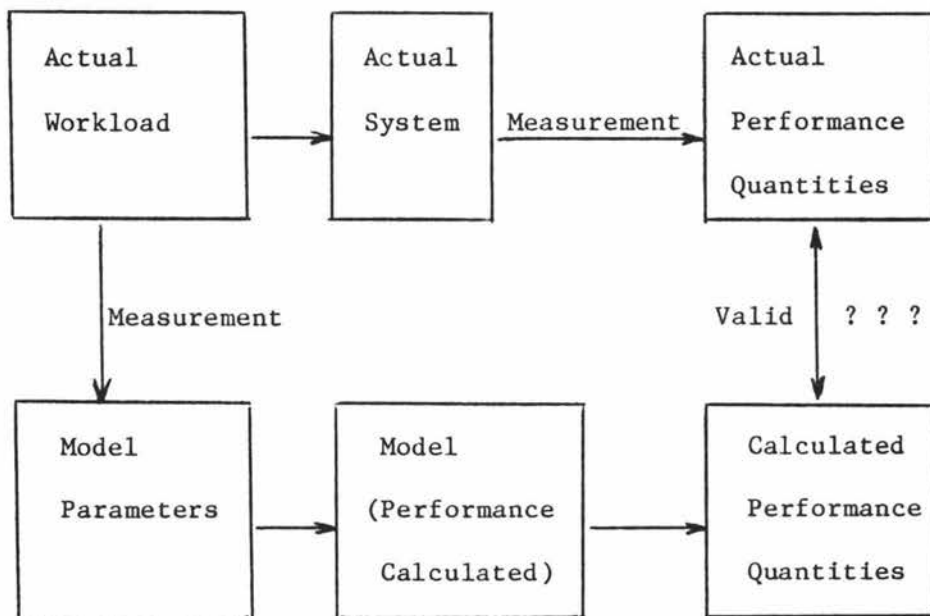 Actual
Workload
Actual
System
Measurement
Actual
Performance
Quantities
Measurement
Valid ? ? ?
Model
Parameters
Model
(Performance
Calculated)
Calculated
Performance
Quantities